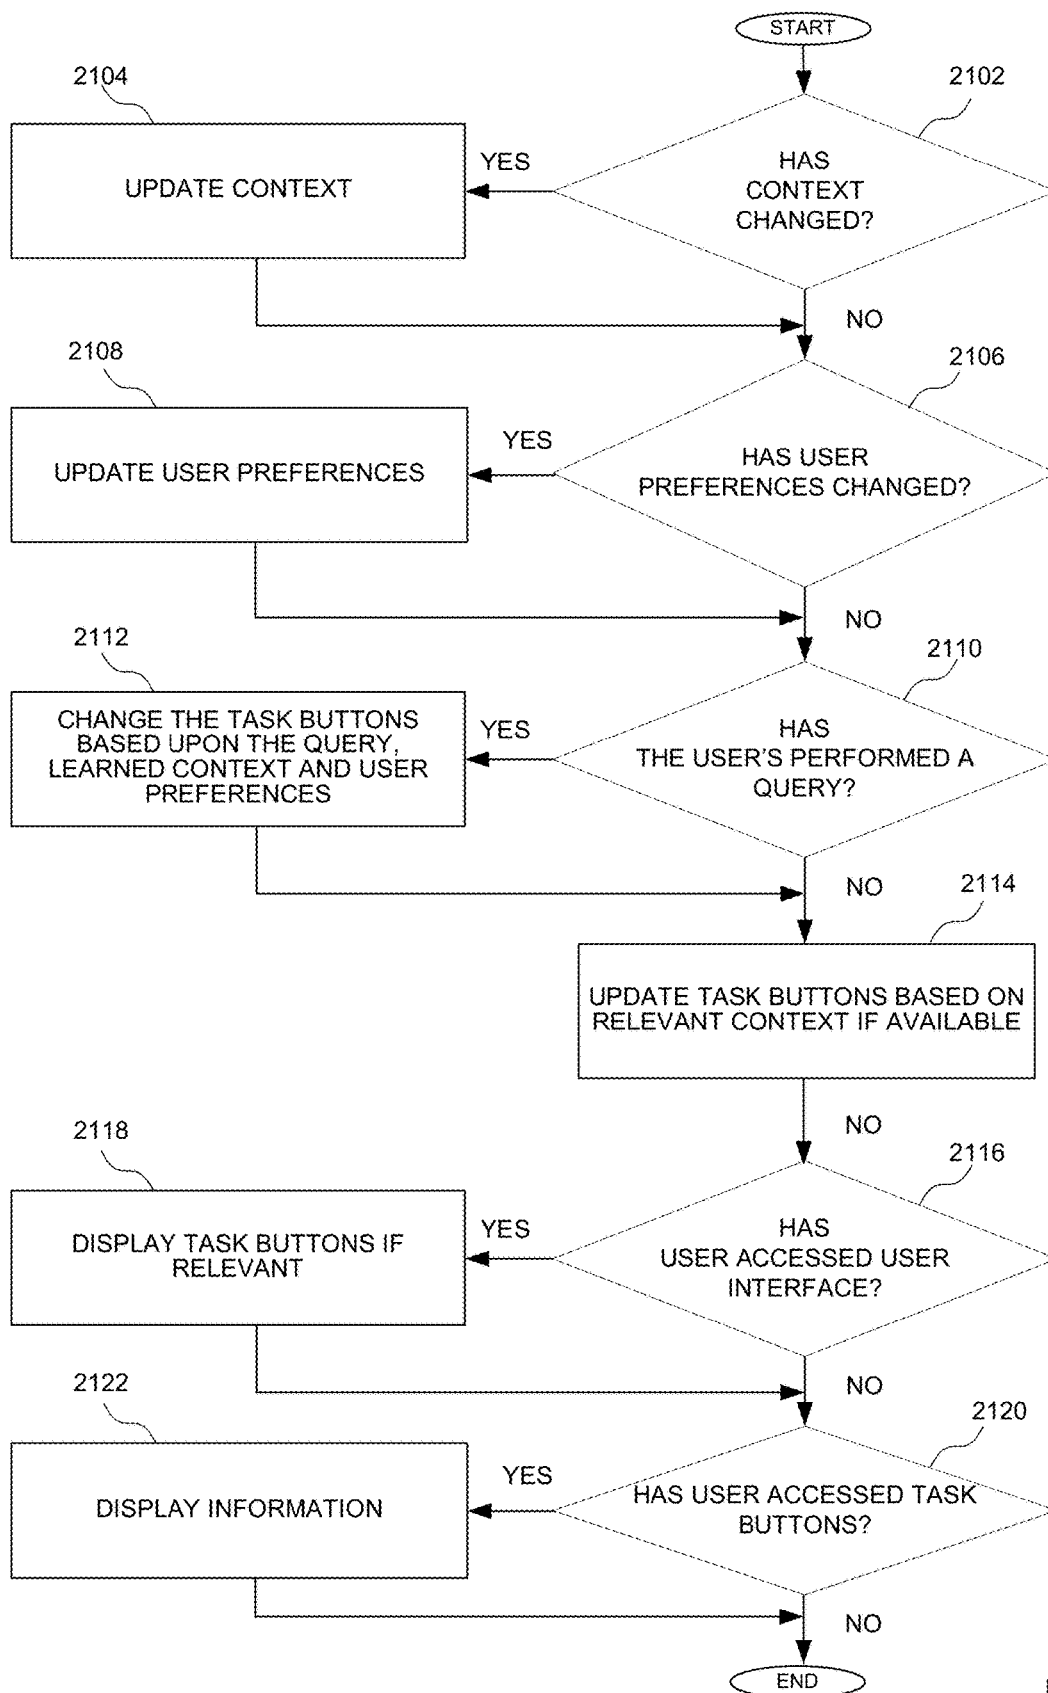 START
2104
2102
UPDATE CONTEXT
YES
HAS
CONTEXT
CHANGED?
NO
2108
2106
UPDATE USER PREFERENCES
YES
HAS USER
PREFERENCES CHANGED?
NO
2112
2110
CHANGE THE TASK BUTTONS
BASED UPON THE QUERY,
LEARNED CONTEXT AND USER
PREFERENCES
YES
HAS
THE USER'S PERFORMED A
QUERY?
NO
2114
UPDATE TASK BUTTONS BASED ON
RELEVANT CONTEXT IF AVAILABLE
NO
2118
2116
DISPLAY TASK BUTTONS IF
RELEVANT
YES
HAS
USER ACCESSED USER
INTERFACE?
NO
2122
2120
DISPLAY INFORMATION
YES
HAS USER ACCESSED TASK
BUTTONS?
NO
END